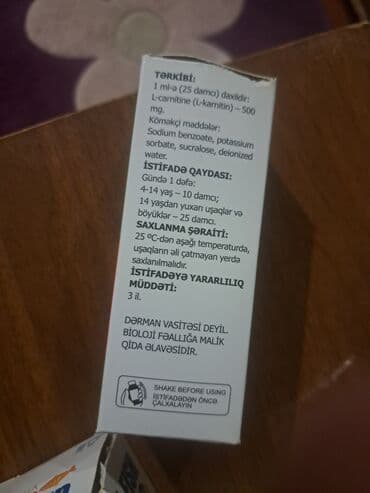 TƏRKİBİ:
1 ml-ə (25 damcı) daxildir:
L-carnitine (L-karnitin) – 500
mg.
Köməkçi maddələr:
Sodium benzoate, potassium
sorbate, sucralose, deionized
water.
İSTİFADƏ QAYDASI:
Gündə 1 dəfə:
4-14 yaş – 10 damcı;
14 yaşdan yuxarı uşaqlar və
böyüklər – 25 damcı.
SAXLANMA ŞƏRAİTİ:
25 ºC-dən aşağı temperaturda,
uşaqların əli çatmayan yerdə
saxlanılmalıdır.
İSTİFADƏYƏ YARARLILIQ
MÜDDƏTİ:
3 il.
DƏRMAN VASİTƏSİ DEYİL.
BİOLOJİ FƏALLIĞA MALİK
QİDA ƏLAVƏSİDİR.
SHAKE BEFORE USING
İSTİFADƏDƏN ÖNCƏ
ÇALXALAYIN